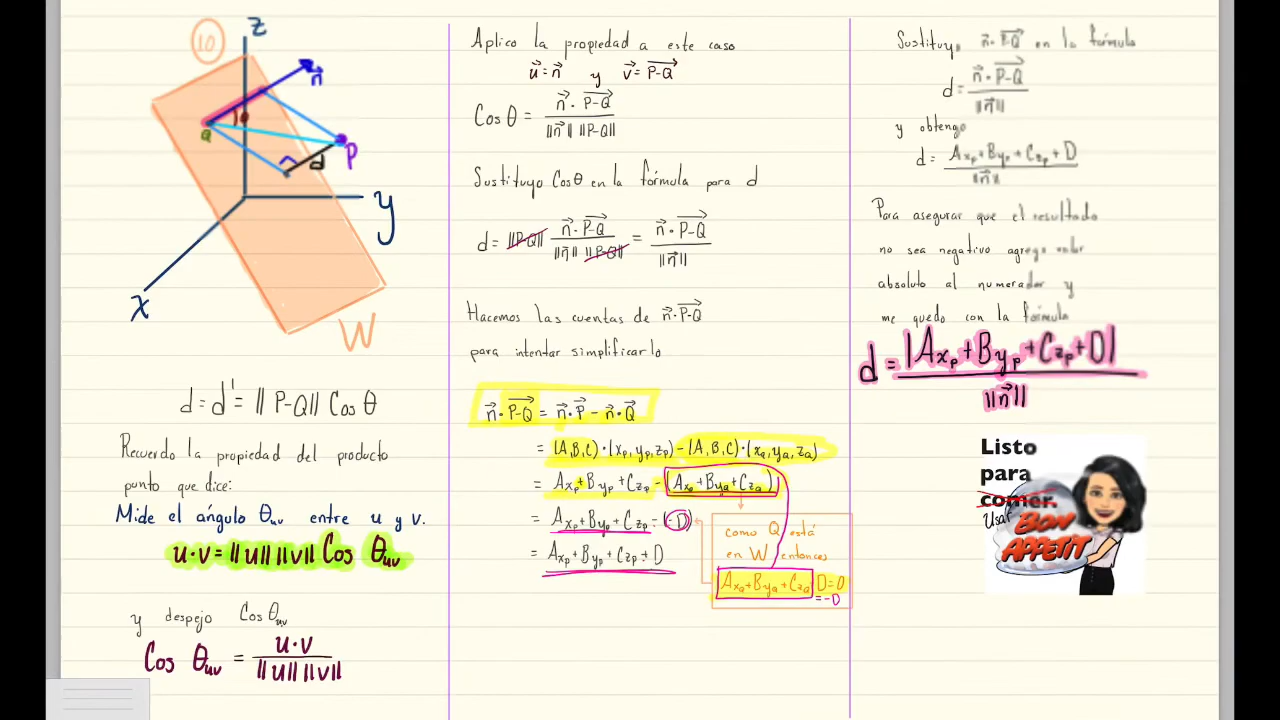 10
z
n⃗
θ
Q
P
d
y
x
W
d = d' = || P-Q || Cos θ
Recuerdo la propiedad del producto
punto que dice:
Mide el ángulo θuv entre u y v.
u·v = ||u|| ||v|| Cos θuv
y despejo Cos θuv
Cos θuv = u·v / ||u|| ||v||
Aplico la propiedad a este caso
u⃗ = n⃗ y v⃗ = P-Q⃗
Cos θ = n⃗ · P-Q⃗ / ||n⃗|| ||P-Q||
Sustituyo Cos θ en la fórmula para d
d = ||P-Q|| n⃗ · P-Q⃗ / ||n⃗|| ||P-Q|| = n⃗ · P-Q⃗ / ||n⃗||
Hacemos las cuentas de n⃗·P-Q⃗
para intentar simplificarlo
n⃗ · P-Q⃗ = n⃗·P⃗ - n⃗·Q⃗
= (A,B,C)·(xp,yp,zp) - (A,B,C)·(xQ,yQ,zQ)
= Axp + Byp + Czp - (AxQ + ByQ + CzQ)
= Axp + Byp + Czp - (-D)
= Axp + Byp + Czp + D
como Q está
en W entonces
AxQ + ByQ + CzQ D = 0
= -D
Sustituyo n⃗·P-Q⃗ en la fórmula
d = n⃗ · P-Q⃗ / ||n⃗||
y obtengo
d = Axp + Byp + Czp + D / ||n⃗||
Para asegurar que el resultado
no sea negativo agrego valor
absoluto al numerador y
me quedo con la fórmula
d = |Axp + Byp + Czp + D| / ||n⃗||
Listo
para
comer.
Usar
BON
APPETIT